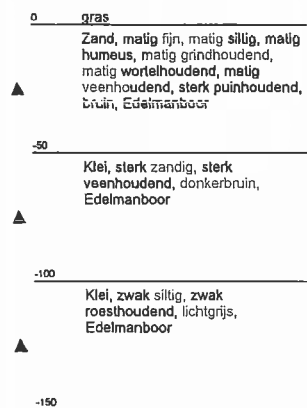 0 gras
Zand, matig fijn, matig siltig, matig
humeus, matig grindhoudend,
matig wortelhoudend, matig
veenhoudend, sterk puinhoudend,
bruin, Edelmanboor
-50
Klei, sterk zandig, sterk
veenhoudend, donkerbruin,
Edelmanboor
-100
Klei, zwak siltig, zwak
roesthoudend, lichtgrijs,
Edelmanboor
-150